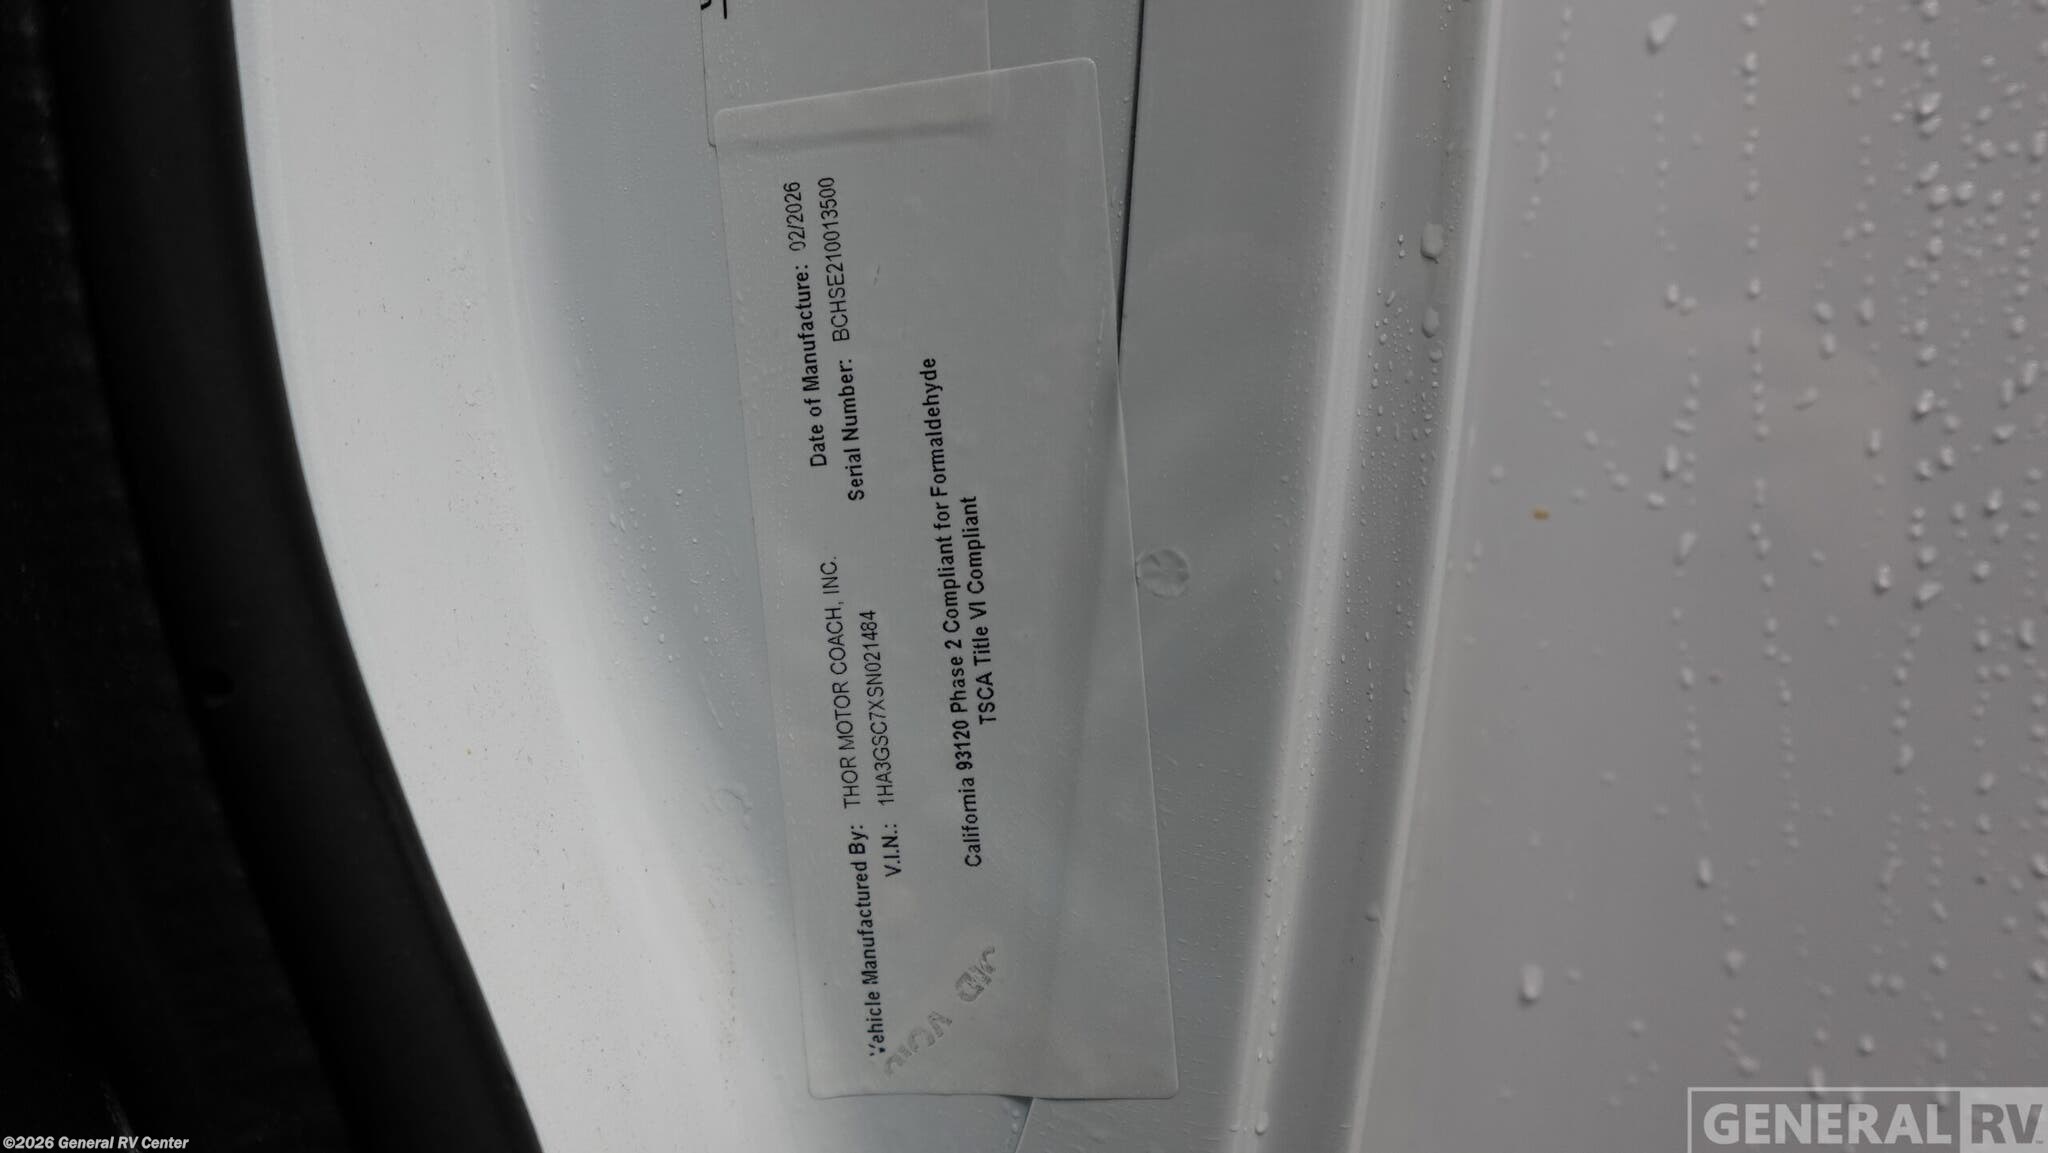 Vehicle Manufactured By: THOR MOTOR COACH, INC. Date of Manufacture: 02/2026
V.I.N.: 1HA3GSC7XSN021484 Serial Number: BCHSE210013500
California 93120 Phase 2 Compliant for Formaldehyde
TSCA Title VI Compliant
VOID
©2026 General RV Center
GENERAL RV